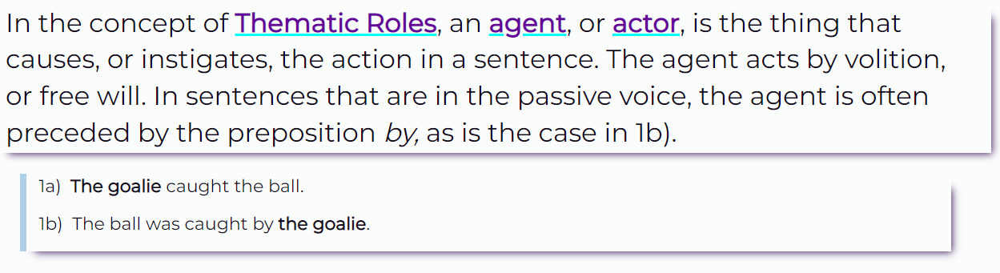 In the concept of Thematic Roles, an agent, or actor, is the thing that
causes, or instigates, the action in a sentence. The agent acts by volition,
or free will. In sentences that are in the passive voice, the agent is often
preceded by the preposition by, as is the case in 1b).
1a) The goalie caught the ball.
1b) The ball was caught by the goalie.